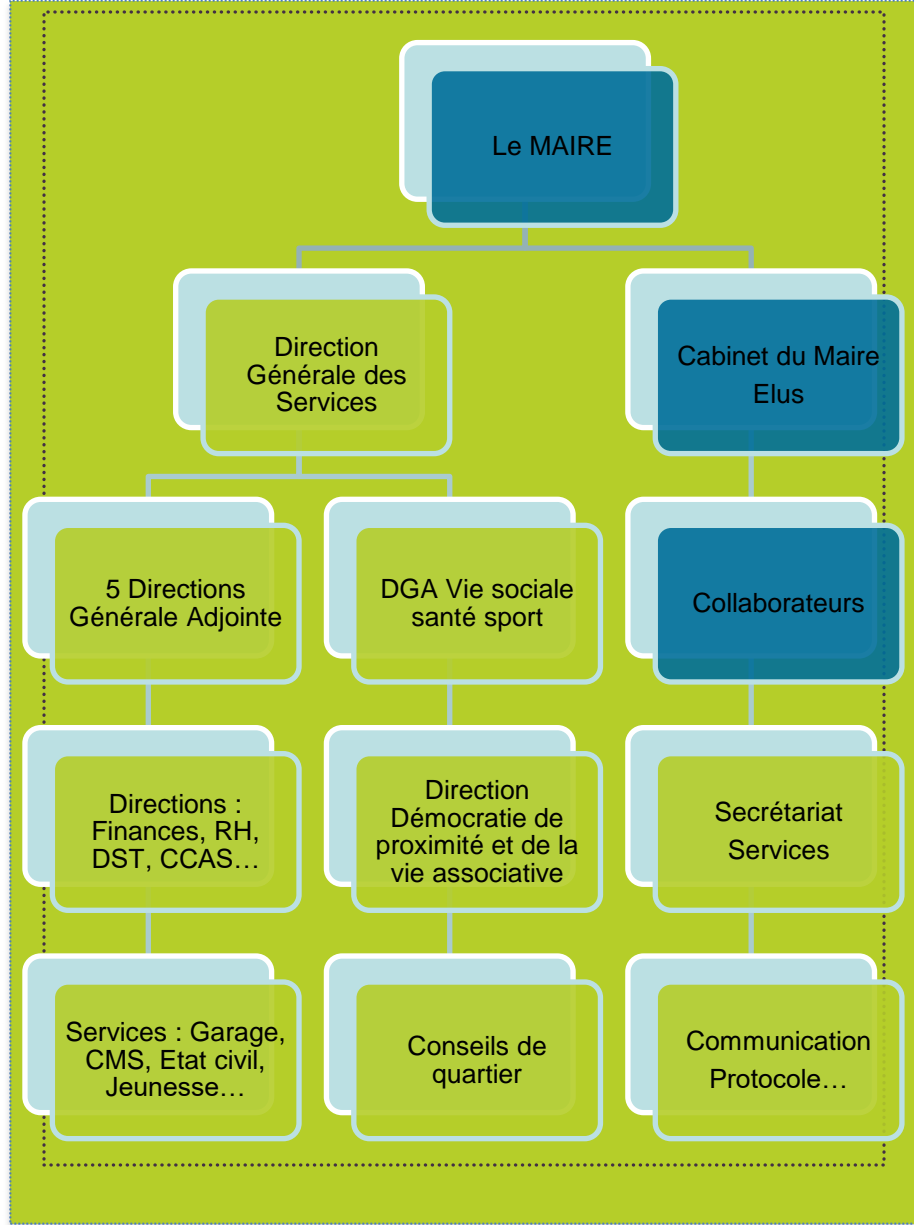 Le MAIRE
Direction
Générale des
Services
Cabinet du Maire
Elus
5 Directions
Générale Adjointe
DGA Vie sociale
santé sport
Collaborateurs
Directions :
Finances, RH,
DST, CCAS…
Direction
Démocratie de
proximité et de la
vie associative
Secrétariat
Services
Services : Garage,
CMS, Etat civil,
Jeunesse…
Conseils de
quartier
Communication
Protocole…